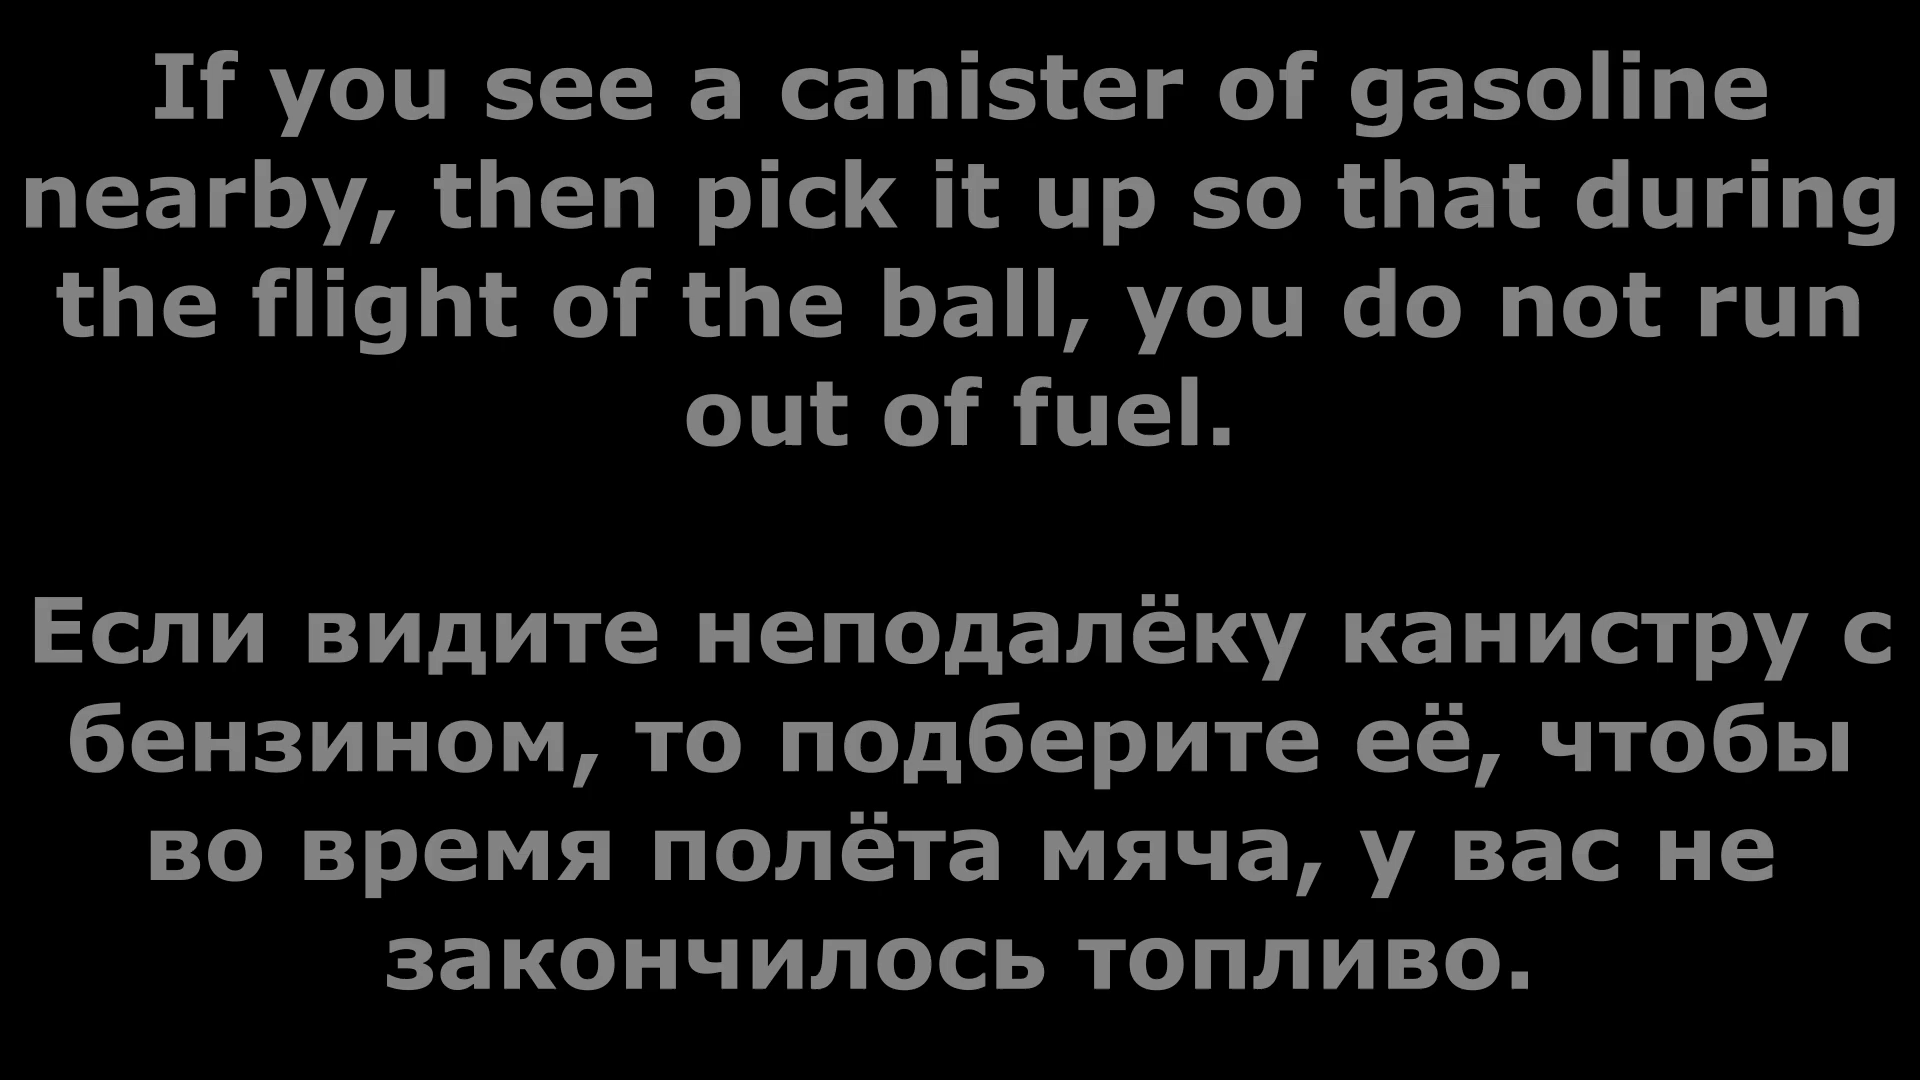 If you see a canister of gasoline
nearby, then pick it up so that during
the flight of the ball, you do not run
out of fuel.
Если видите неподалёку канистру с
бензином, то подберите её, чтобы
во время полёта мяча, у вас не
закончилось топливо.